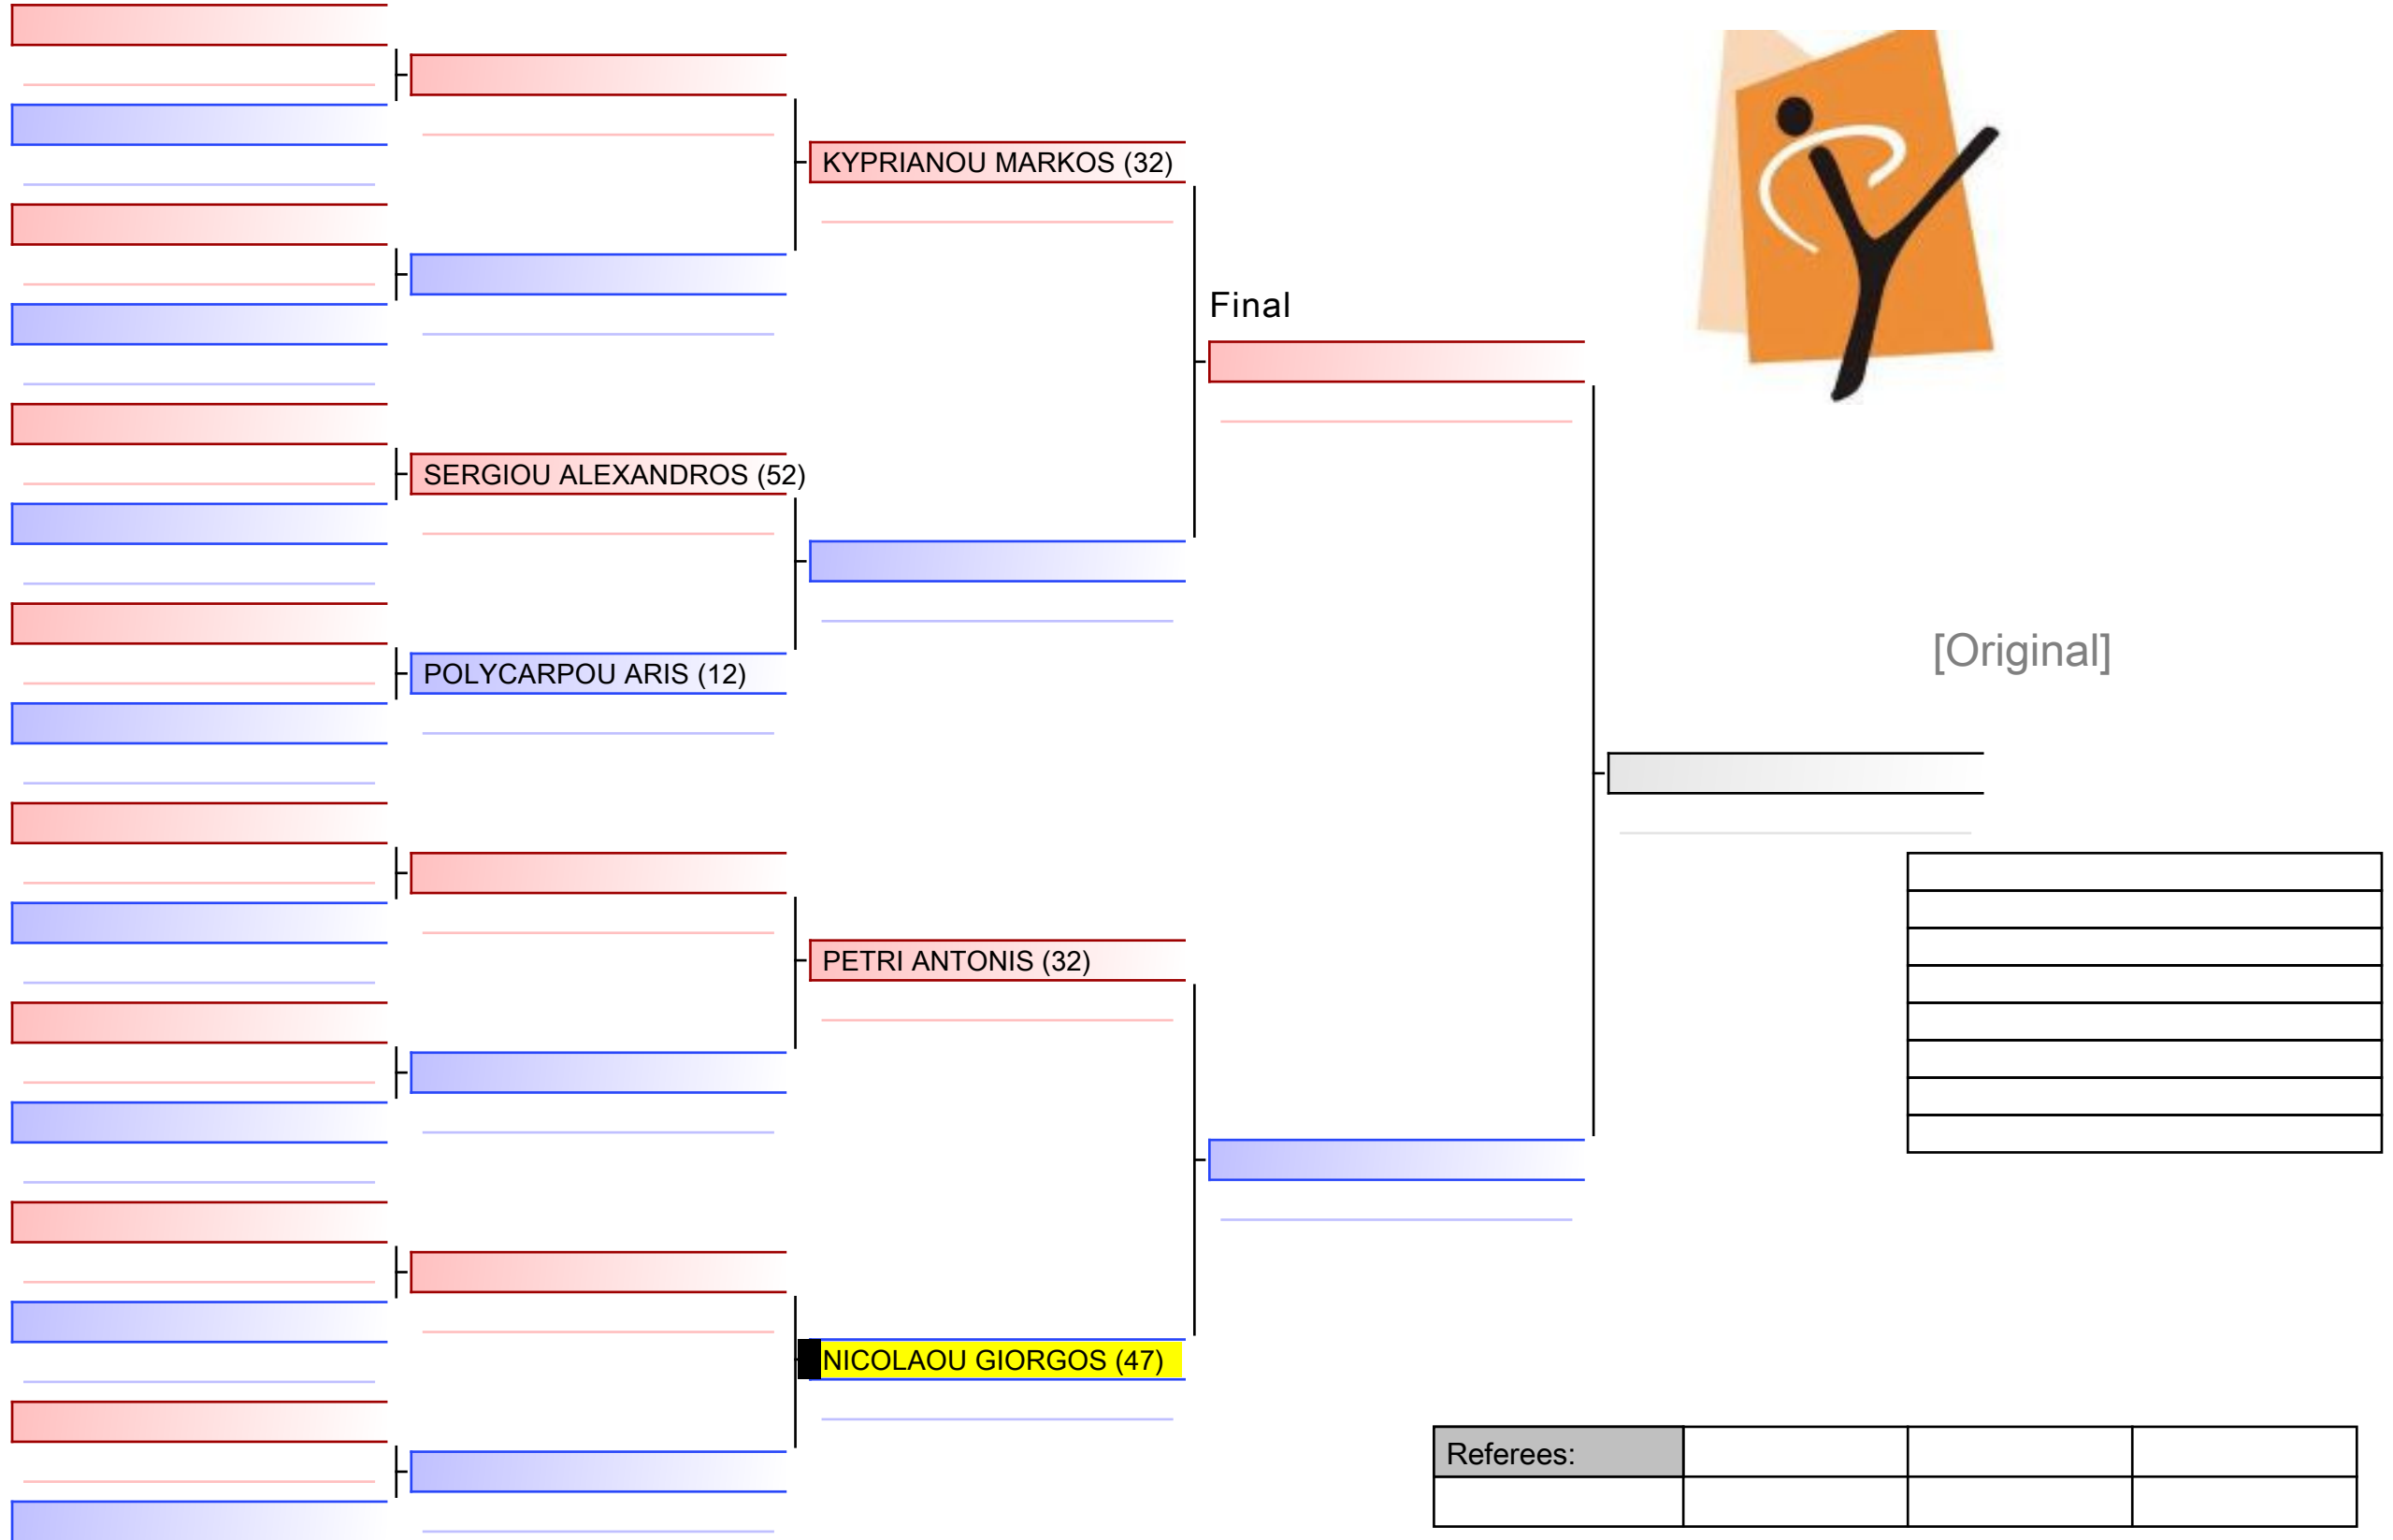 KYPRIANOU MARKOS (32)
Final
SERGIOU ALEXANDROS (52)
[Original]
POLYCARPOU ARIS (12)
PETRI ANTONIS (32)
NICOLAOU GIORGOS (47)
Referees: